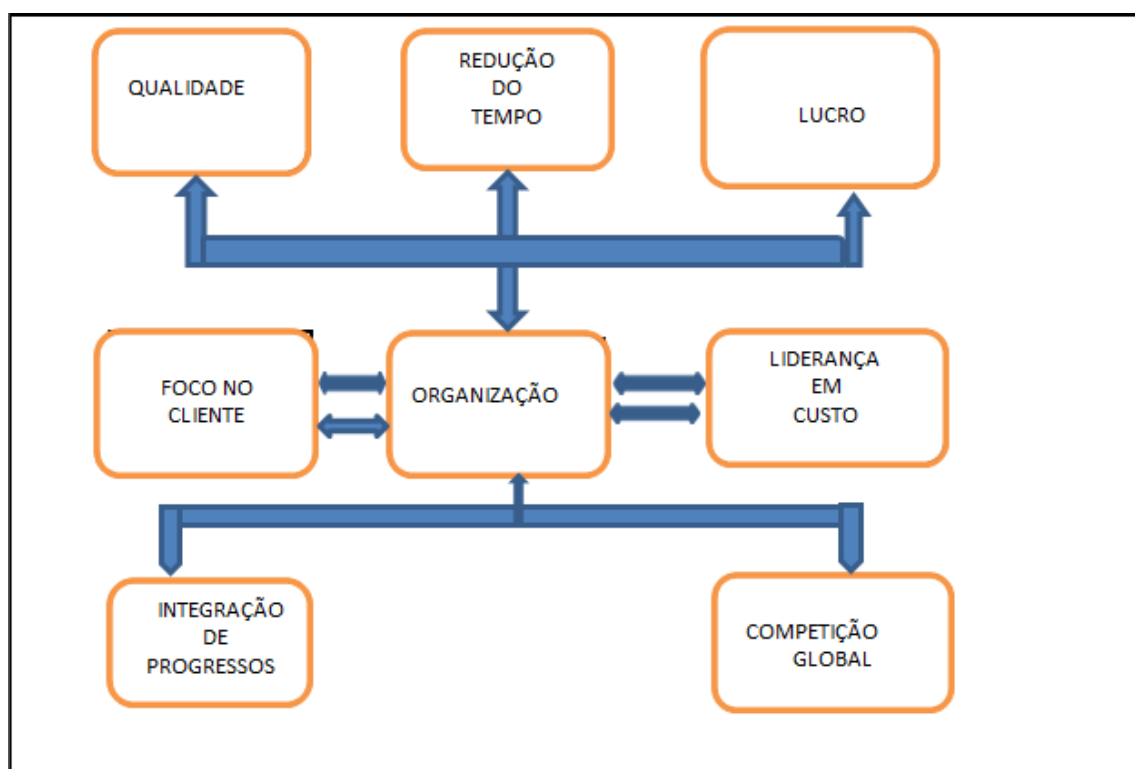 QUALIDADE
REDUÇÃO
DO
TEMPO
LUCRO
FOCO NO
CLIENTE
ORGANIZAÇÃO
LIDERANÇA
EM
CUSTO
INTEGRAÇÃO
DE
PROGRESSOS
COMPETIÇÃO
GLOBAL